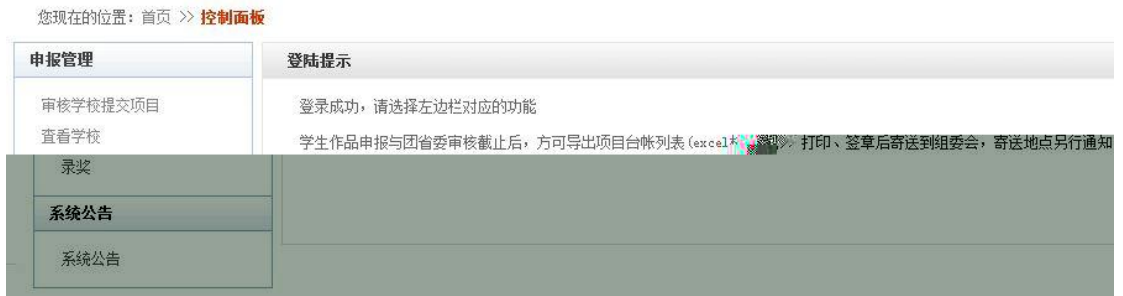 您现在的位置：首页 >> 控制面板
申报管理
审核学校提交项目
查看学校
录奖
系统公告
系统公告
登陆提示
登录成功，请选择左边栏对应的功能
学生作品申报与团省委审核截止后，方可导出项目台帐列表(excel 打印、签章后寄送到组委会，寄送地点另行通知